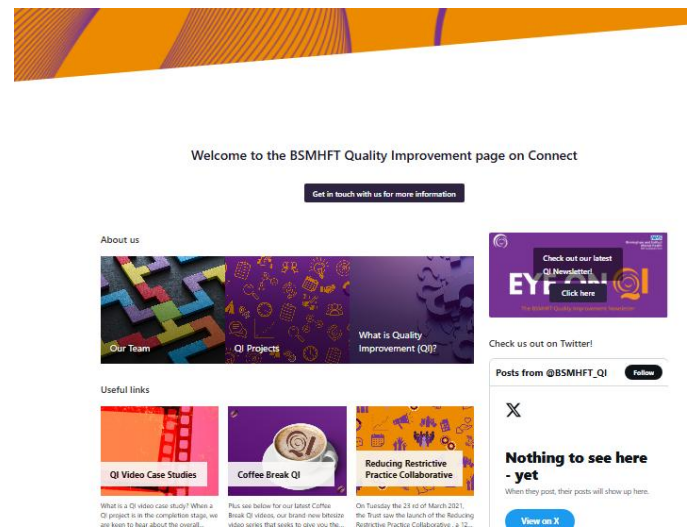 Welcome to the BSMHFT Quality Improvement page on Connect
Get in touch with us for more information
About us
Our Team
QI Projects
What is Quality
Improvement (QI)?
Check out our latest
QI Newsletter!
EYE ON QI
Click here
The BSMHFT Quality Improvement Newsletter
NHS
Check us out on Twitter!
Posts from @BSMHFT_QI
Follow
X
Nothing to see here
- yet
When they post, their posts will show up here.
View on X
Useful links
QI Video Case Studies
What is a QI video case study? When a
QI project is in the completion stage, we
are keen to hear about the overall...
QI
Coffee Break QI
Plus see below for our latest Coffee
Break QI videos, our brand new bitesize
video series that seeks to give you the...
Reducing Restrictive
Practice Collaborative
On Tuesday the 23 rd of March 2021,
the Trust saw the launch of the Reducing
Restrictive Practice Collaborative , a 12...